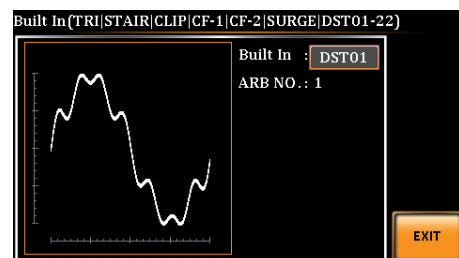 Built In(TRI|STAIR|CLIP|CF-1|CF-2|SURGE|DST01-22)
Built In : DST01
ARB NO.: 1
EXIT